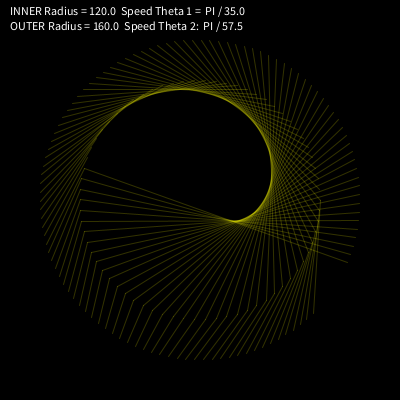 INNER Radius = 120.0  Speed Theta 1 =  PI / 35.0
OUTER Radius = 160.0  Speed Theta 2:  PI / 57.5